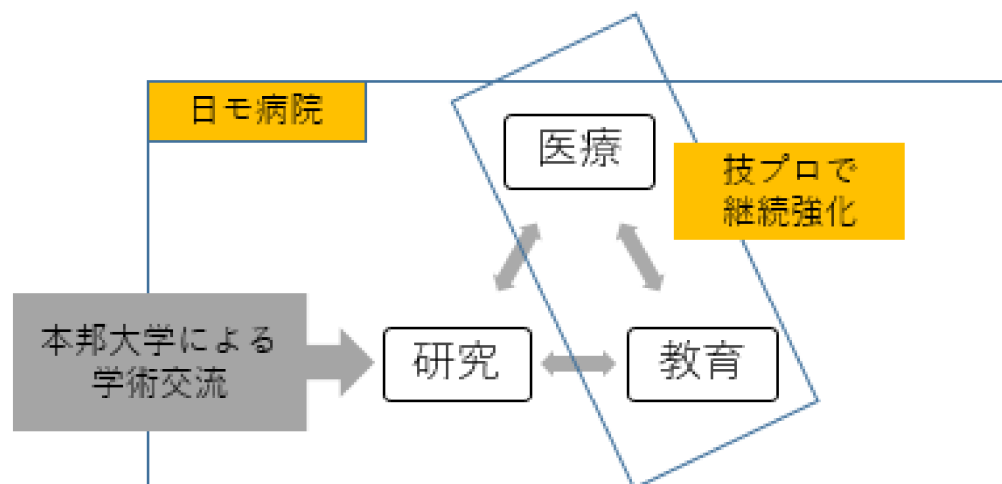 日モ病院
医療
技プロで
継続強化
本邦大学による
学術交流
研究
教育